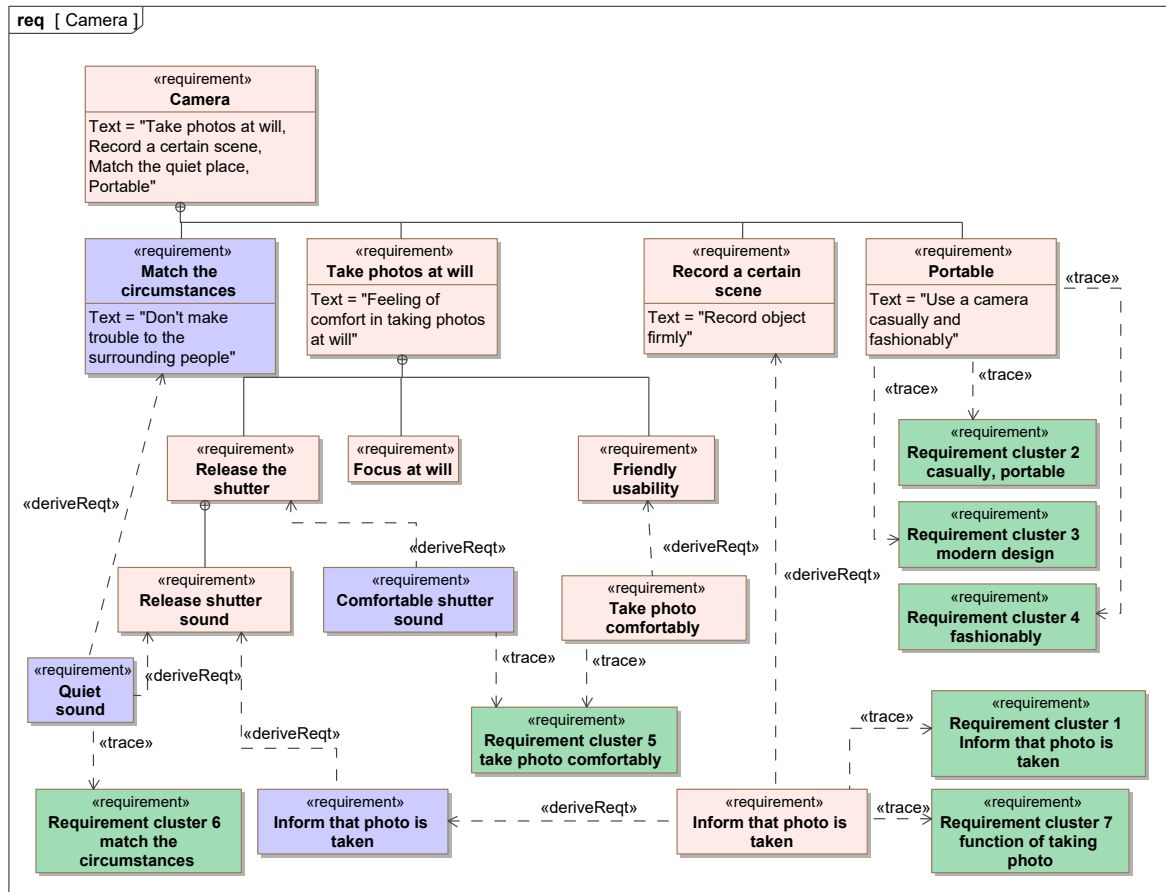 req [ Camera ]
«requirement»
Camera
Text = "Take photos at will,
Record a certain scene,
Match the quiet place,
Portable"
«requirement»
Match the
circumstances
Text = "Don't make
trouble to the
surrounding people"
«requirement»
Take photos at will
Text = "Feeling of
comfort in taking photos
at will"
«requirement»
Record a certain
scene
Text = "Record object
firmly"
«requirement»
Portable
Text = "Use a camera
casually and
fashionably"
«trace»
«trace»
«trace»
«requirement»
Release the
shutter
«requirement»
Focus at will
«requirement»
Friendly
usability
«requirement»
Requirement cluster 2
casually, portable
«deriveReqt»
«requirement»
Requirement cluster 3
modern design
«deriveReqt»
«deriveReqt»
«deriveReqt»
«requirement»
Release shutter
sound
«requirement»
Comfortable shutter
sound
«requirement»
Take photo
comfortably
«requirement»
Requirement cluster 4
fashionably
«requirement»
Quiet
sound
«deriveReqt»
«trace»
«trace»
«trace»
«deriveReqt»
«requirement»
Requirement cluster 5
take photo comfortably
«trace»
«requirement»
Requirement cluster 1
Inform that photo is
taken
«requirement»
Requirement cluster 6
match the
circumstances
«requirement»
Inform that photo is
taken
«deriveReqt»
«requirement»
Inform that photo is
taken
«trace»
«requirement»
Requirement cluster 7
function of taking
photo